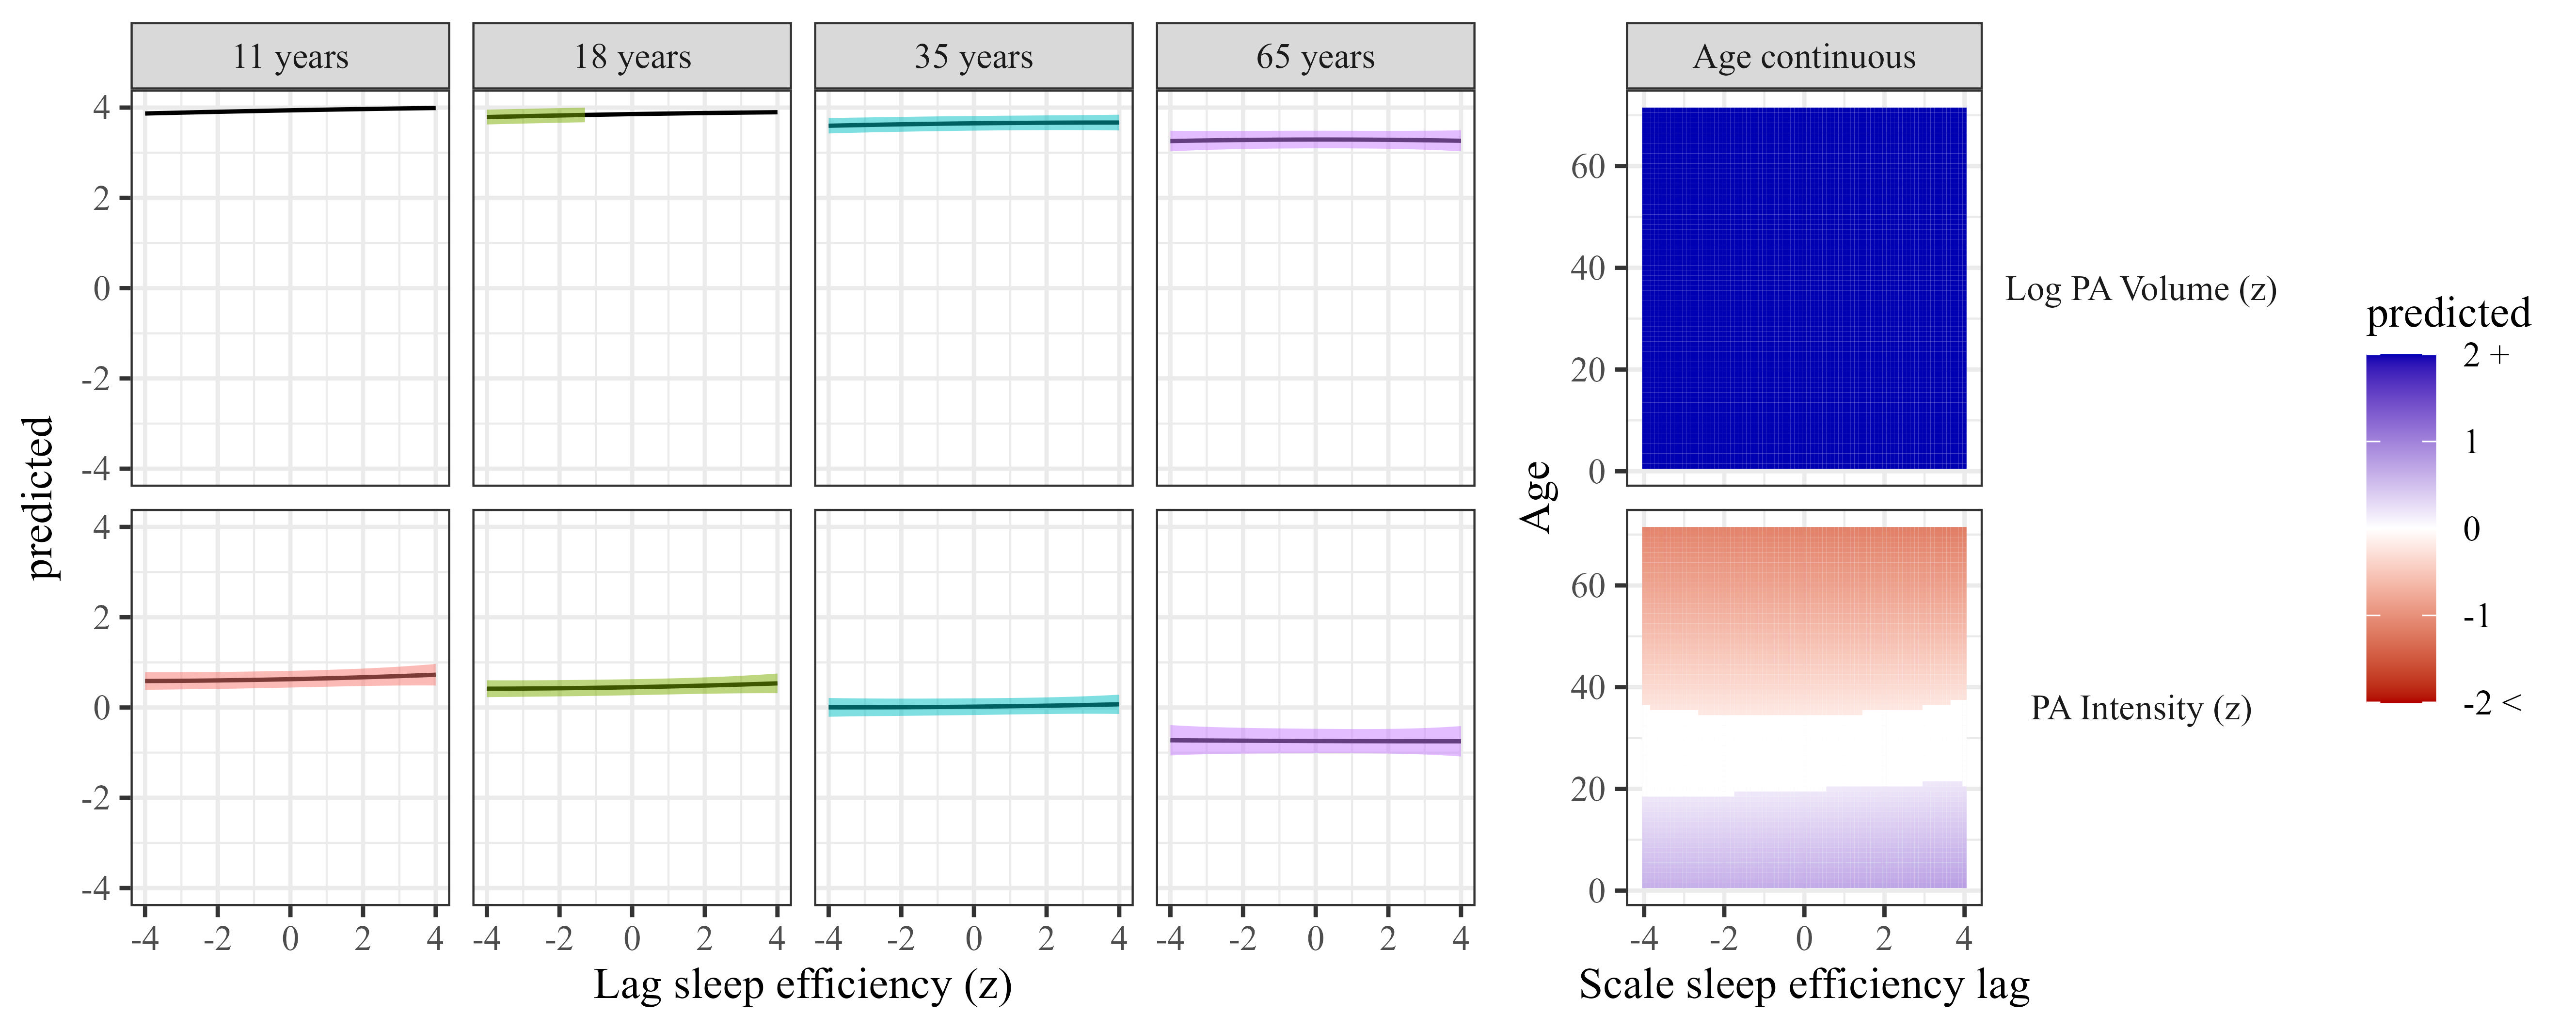 11 years 18 years 35 years 65 years Age continuous
4
2
0
-2
-4
60
40
20
0
Log PA Volume (z)
4
2
0
-2
-4
60
40
20
0
PA Intensity (z)
predicted
Age
-4 -2 0 2 4 -4 -2 0 2 4 -4 -2 0 2 4 -4 -2 0 2 4 -4 -2 0 2 4
Lag sleep efficiency (z) Scale sleep efficiency lag
predicted
2 +
1
0
-1
-2 <